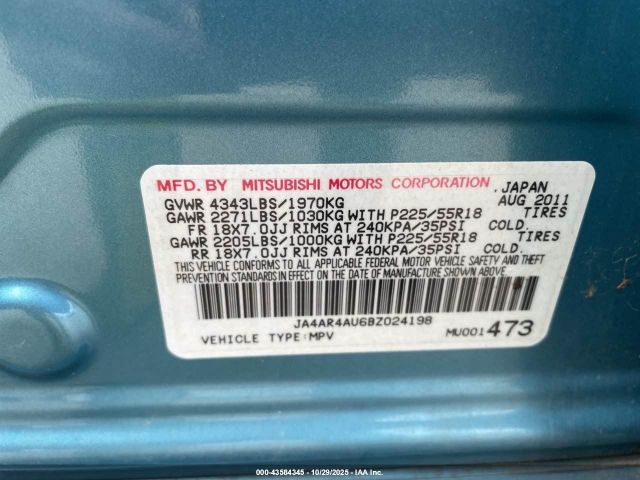 MFD. BY MITSUBISHI MOTORS CORPORATION. JAPAN
GVWR 4343LBS/1970KG AUG 2011
GAWR 2271LBS/1030KG WITH P225/55R18 TIRES
FR 18X7.0JJ RIMS AT 240KPA/35PSI COLD.
GAWR 2205LBS/1000KG WITH P225/55R18 TIRES
RR 18X7.0JJ RIMS AT 240KPA/35PSI COLD.
THIS VEHICLE CONFORMS TO ALL APPLICABLE FEDERAL MOTOR VEHICLE SAFETY AND THEFT
PREVENTION STANDARDS IN EFFECT ON THE DATE OF MANUFACTURE SHOWN ABOVE.
JA4AR4AU6BZ024198
VEHICLE TYPE:MPV MU001473
000-43584345 - 10/29/2025 - IAA Inc.